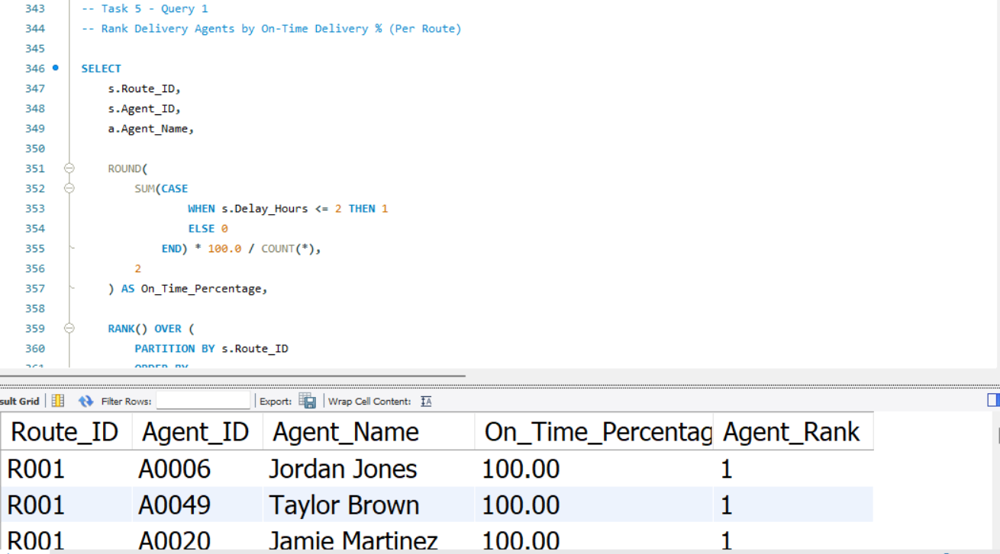 343 -- Task 5 - Query 1
344 -- Rank Delivery Agents by On-Time Delivery % (Per Route)
345
346 SELECT
347 s.Route_ID,
348 s.Agent_ID,
349 a.Agent_Name,
350
351 ROUND(
352 SUM(CASE
353 WHEN s.Delay_Hours <= 2 THEN 1
354 ELSE 0
355 END) * 100.0 / COUNT(*),
356 2
357 ) AS On_Time_Percentage,
358
359 RANK() OVER (
360 PARTITION BY s.Route_ID
361 ORDER BY
sult Grid Filter Rows: Export: Wrap Cell Content:
Route_ID Agent_ID Agent_Name On_Time_Percentag Agent_Rank
R001 A0006 Jordan Jones 100.00 1
R001 A0049 Taylor Brown 100.00 1
R001 A0020 Jamie Martinez 100.00 1